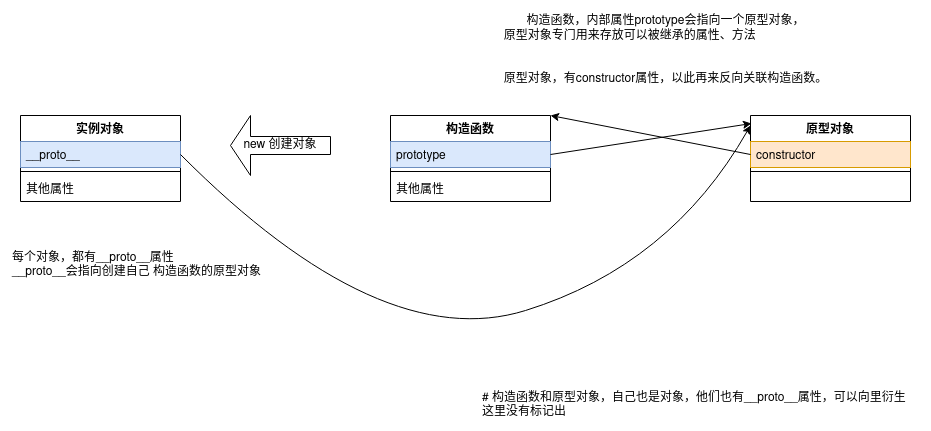 构造函数，内部属性prototype会指向一个原型对象，
原型对象专门用来存放可以被继承的属性、方法
原型对象，有constructor属性，以此再来反向关联构造函数。
实例对象
__proto__
其他属性
new 创建对象
构造函数
prototype
其他属性
原型对象
constructor
每个对象，都有__proto__属性
__proto__会指向创建自己 构造函数的原型对象
# 构造函数和原型对象，自己也是对象，他们也有__proto__属性，可以向里衍生
这里没有标记出